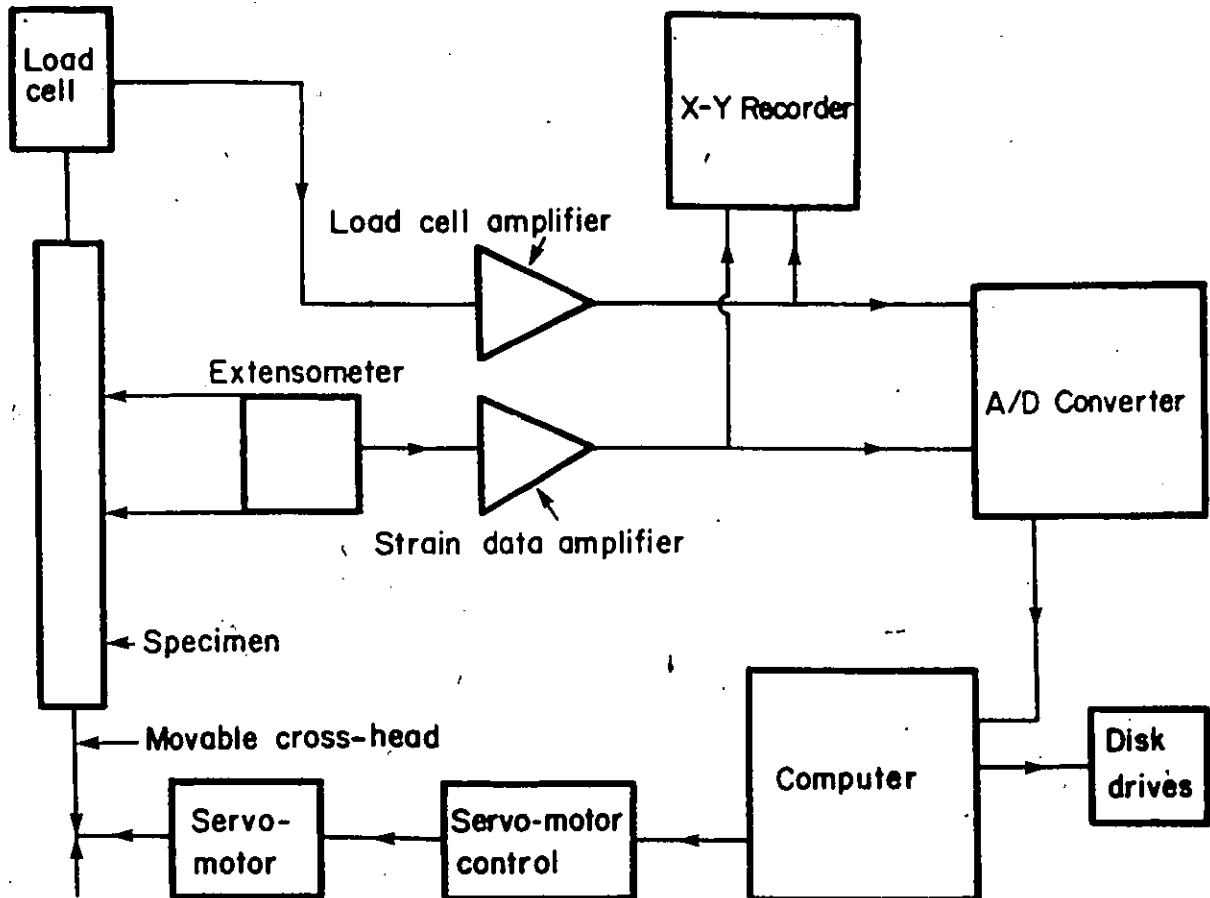 Load
cell
X-Y Recorder
Load cell amplifier
Extensometer
A/D Converter
Strain data amplifier
Specimen
Movable cross-head
Computer
Disk
drives
Servo-
motor
Servo-motor
control